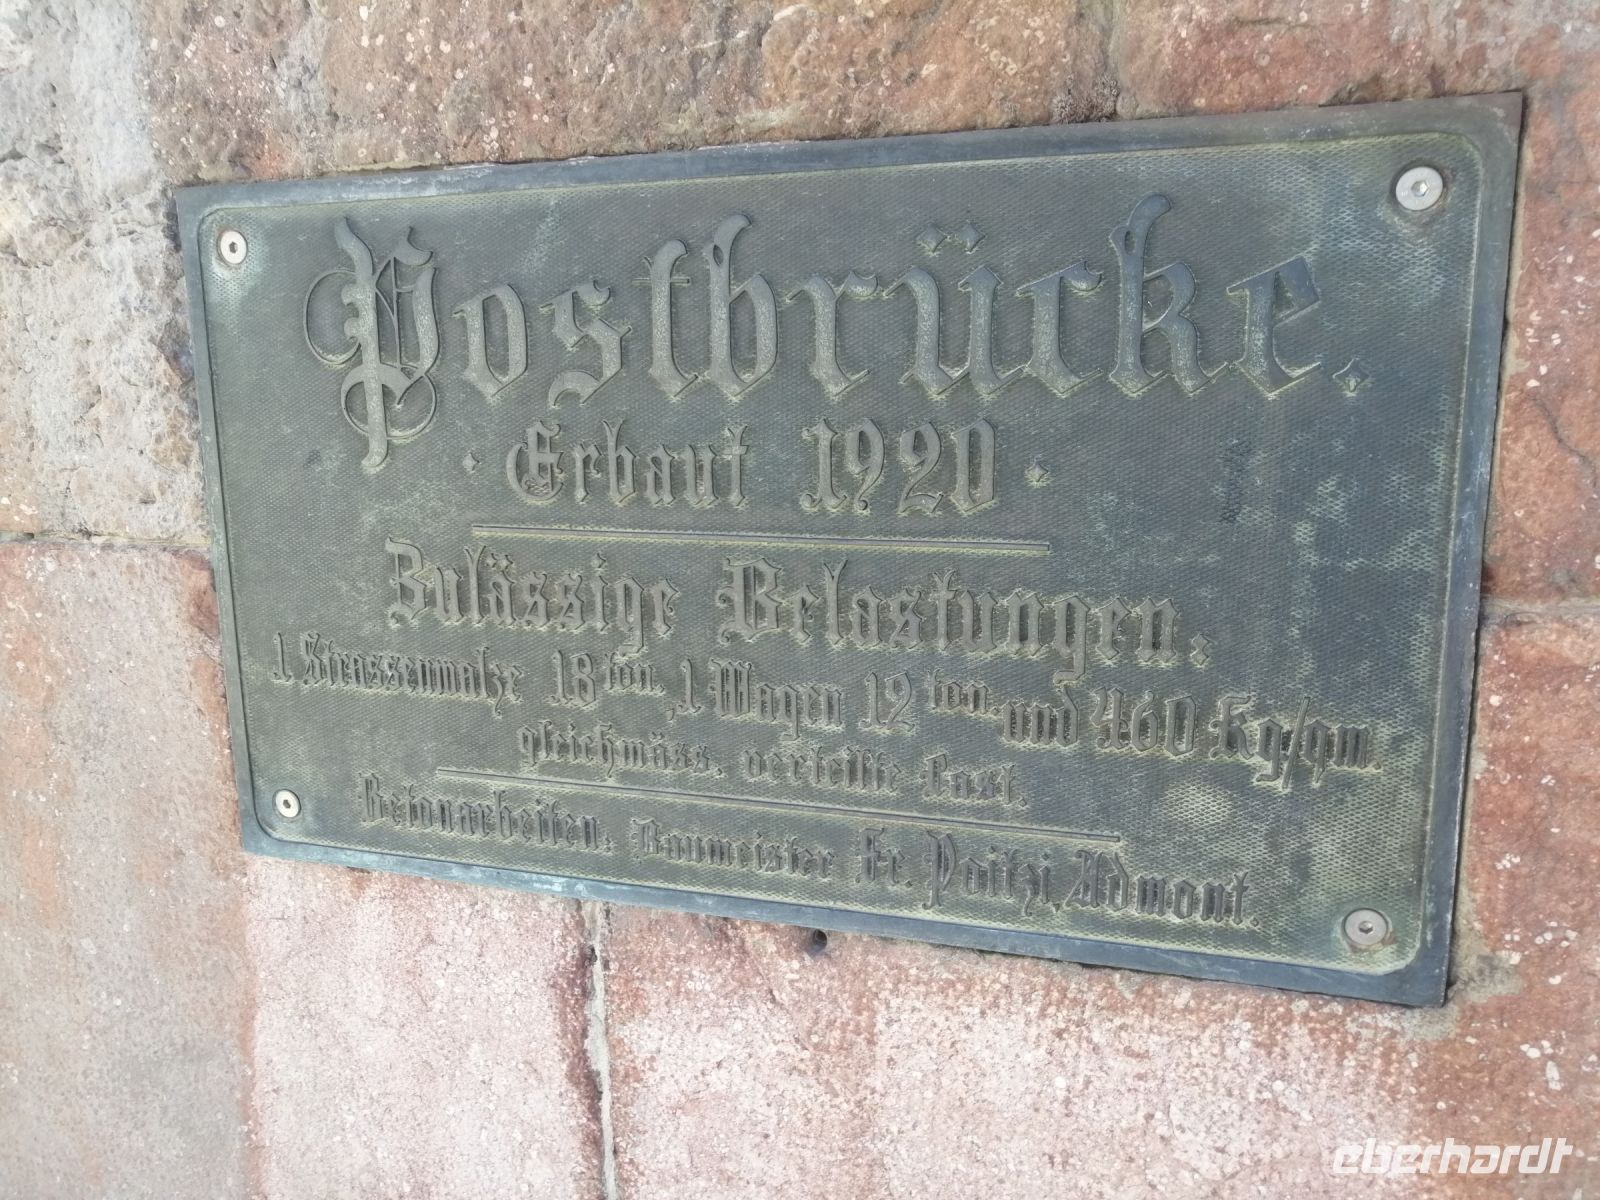 Postbrücke.
· Erbaut 1920 ·
Zulässige Belastungen.
1 Strassenwalze 18 ton., 1 Wagen 12 ton. und 460 Kg/qm.
gleichmäss. verteilte Last.
Betonarbeiten. Baumeister Fr. Paitzi, Admont.
eberhardt